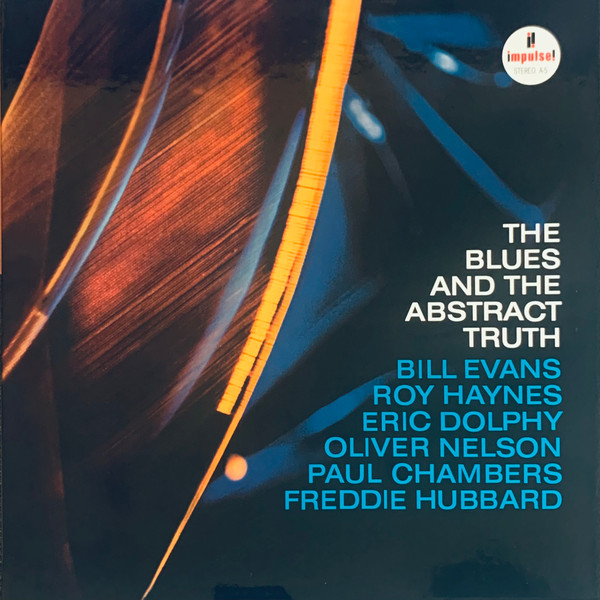 i!
impulse!
STEREO A-5
THE
BLUES
AND THE
ABSTRACT
TRUTH
BILL EVANS
ROY HAYNES
ERIC DOLPHY
OLIVER NELSON
PAUL CHAMBERS
FREDDIE HUBBARD